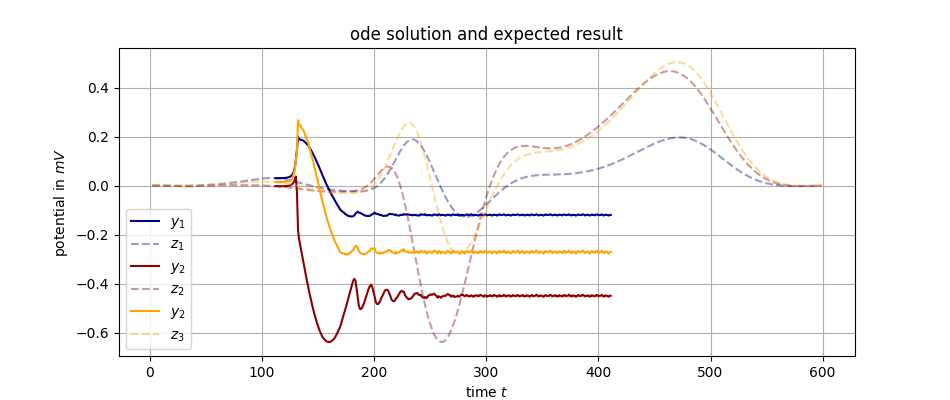 ode solution and expected result
potential in mV
0.4
0.2
0.0
−0.2
−0.4
−0.6
y₁
z₁
y₂
z₂
y₂
z₃
0 100 200 300 400 500 600
time t